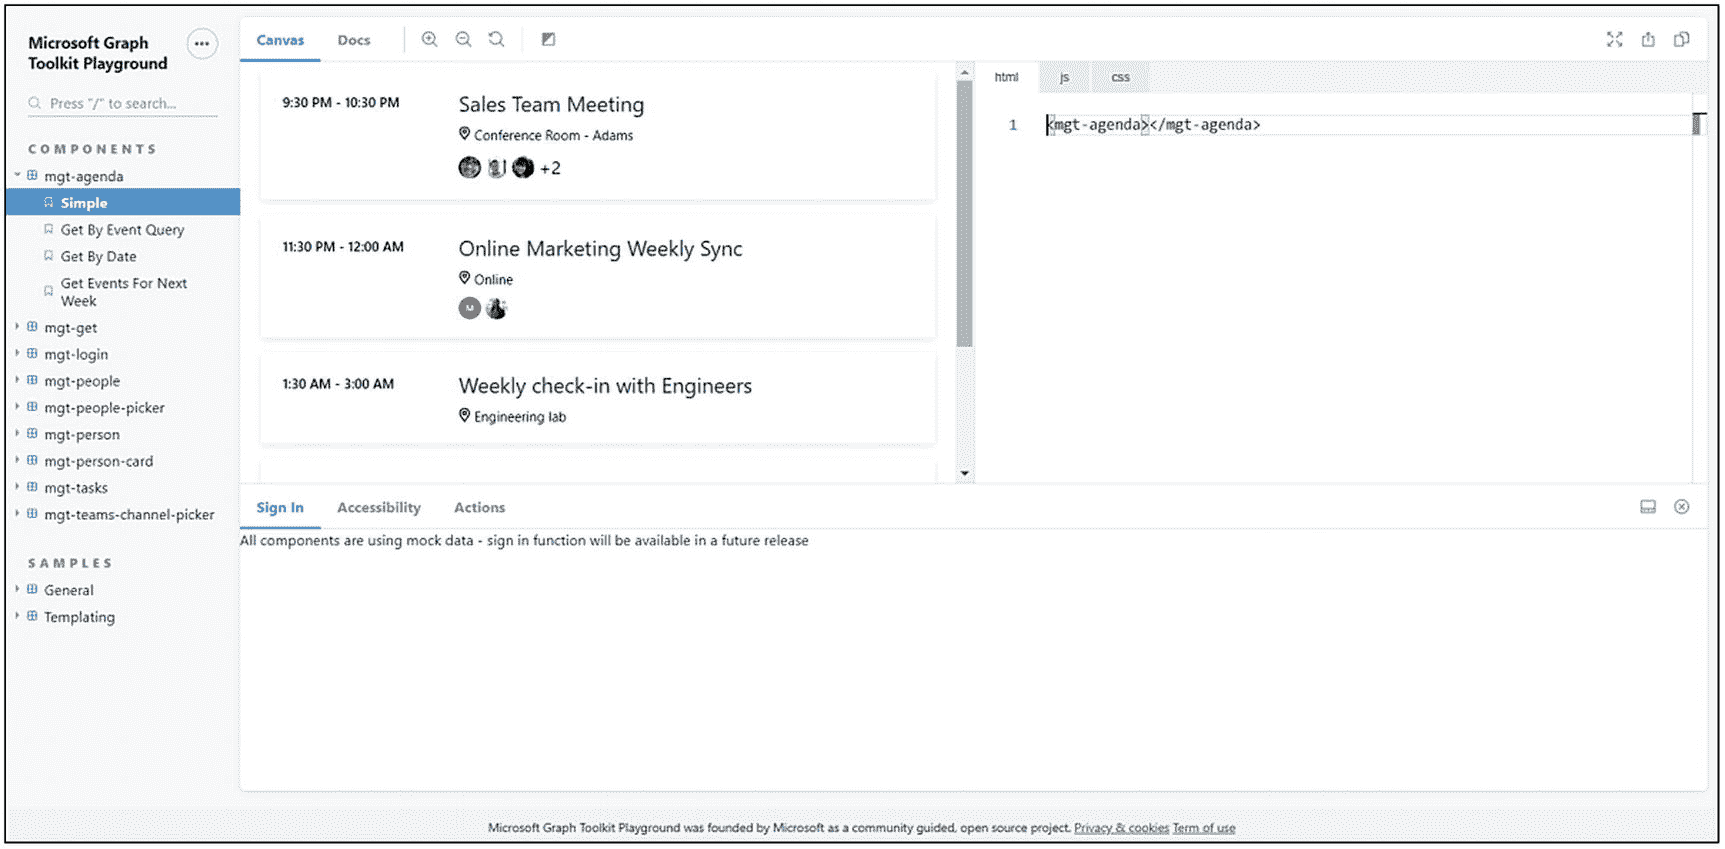 Microsoft Graph
Toolkit Playground
Press "/" to search...
COMPONENTS
mgt-agenda
Simple
Get By Event Query
Get By Date
Get Events For Next
Week
mgt-get
mgt-login
mgt-people
mgt-people-picker
mgt-person
mgt-person-card
mgt-tasks
mgt-teams-channel-picker
SAMPLES
General
Templating
Canvas Docs
9:30 PM - 10:30 PM
Sales Team Meeting
Conference Room - Adams
+2
11:30 PM - 12:00 AM
Online Marketing Weekly Sync
Online
M
1:30 AM - 3:00 AM
Weekly check-in with Engineers
Engineering lab
html js css
1 <mgt-agenda></mgt-agenda>
Sign In Accessibility Actions
All components are using mock data - sign in function will be available in a future release
Microsoft Graph Toolkit Playground was founded by Microsoft as a community guided, open source project. Privacy & cookies Term of use